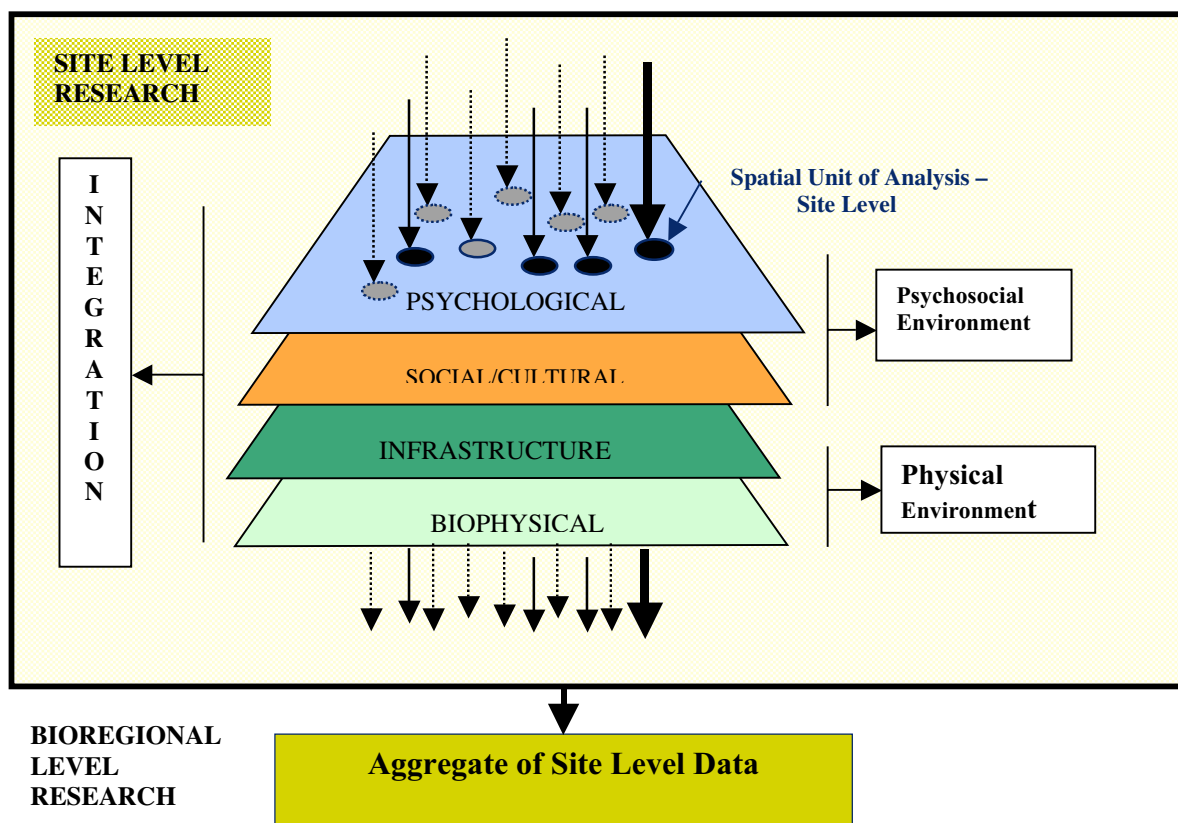 SITE LEVEL
RESEARCH
I
N
T
E
G
R
A
T
I
O
N
Spatial Unit of Analysis –
Site Level
PSYCHOLOGICAL
SOCIAL/CULTURAL
INFRASTRUCTURE
BIOPHYSICAL
Psychosocial
Environment
Physical
Environment
BIOREGIONAL
LEVEL
RESEARCH
Aggregate of Site Level Data